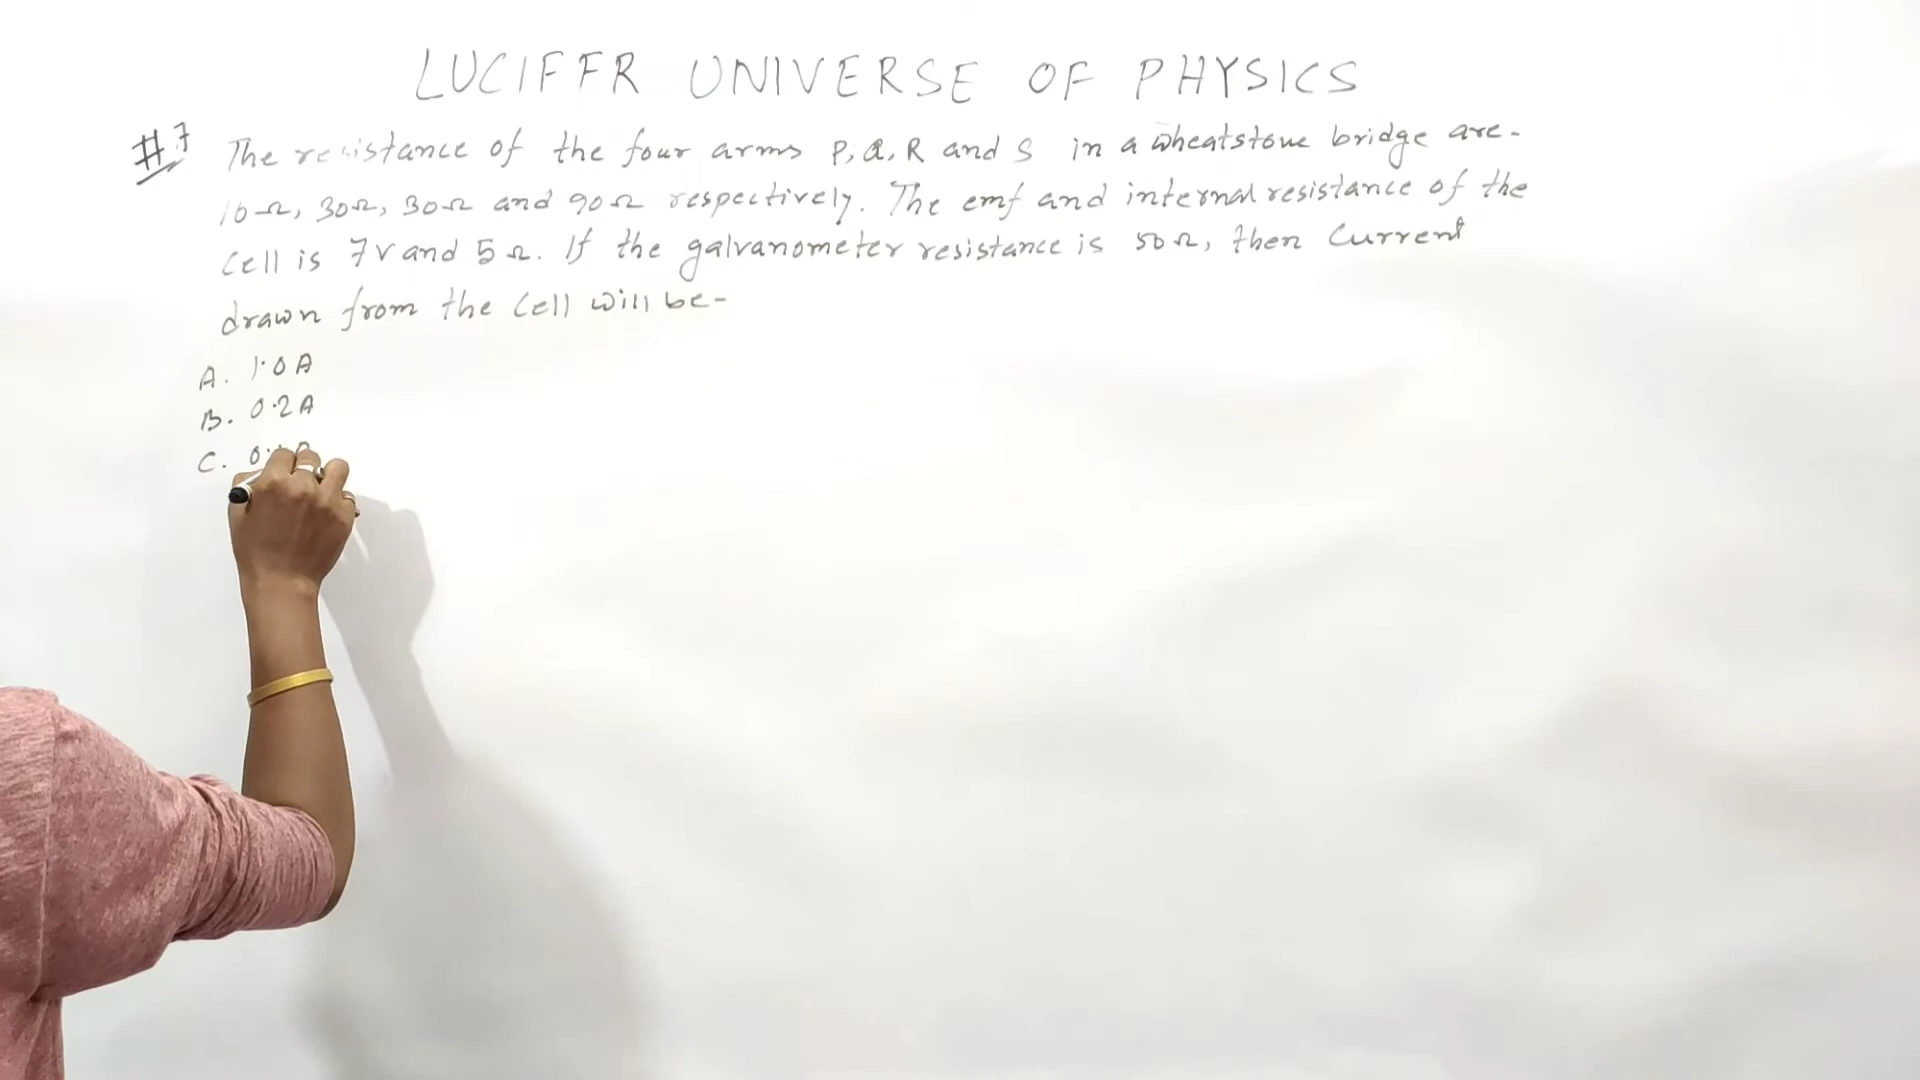 LUCIFFR UNIVERSE OF PHYSICS
#7 The resistance of the four arms P, Q, R and S in a wheatstone bridge are-
10Ω, 30Ω, 30Ω and 90Ω respectively. The emf and internal resistance of the
Cell is 7V and 5Ω. If the galvanometer resistance is 50Ω, then Current
drawn from the Cell will be-
A. 1.0A
B. 0.2A
C.